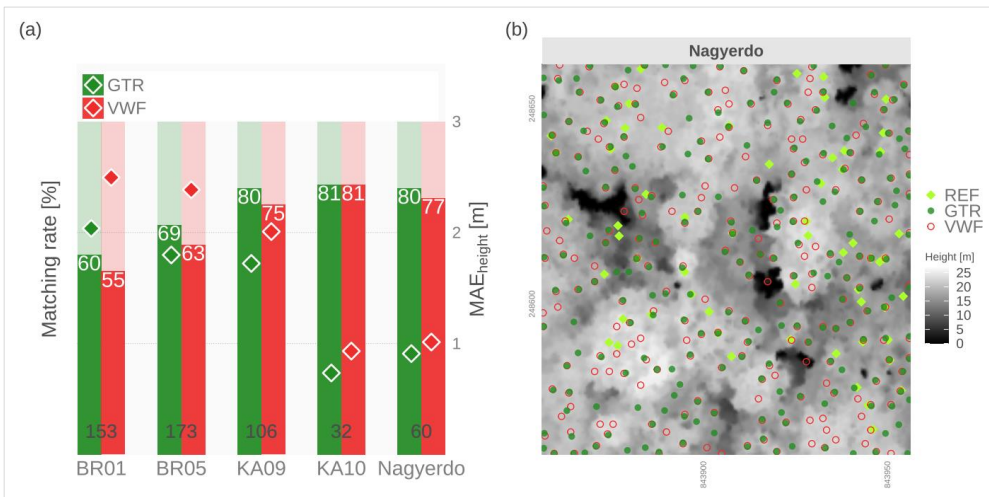 (a)
GTR
VWF
3
2
1
Matching rate [%]
MAEheight [m]
60
55
69
63
80
75
81
81
80
77
153
173
106
32
60
BR01
BR05
KA09
KA10
Nagyerdo
(b)
Nagyerdo
248650
248600
843900
843950
REF
GTR
VWF
Height [m]
25
20
15
10
5
0